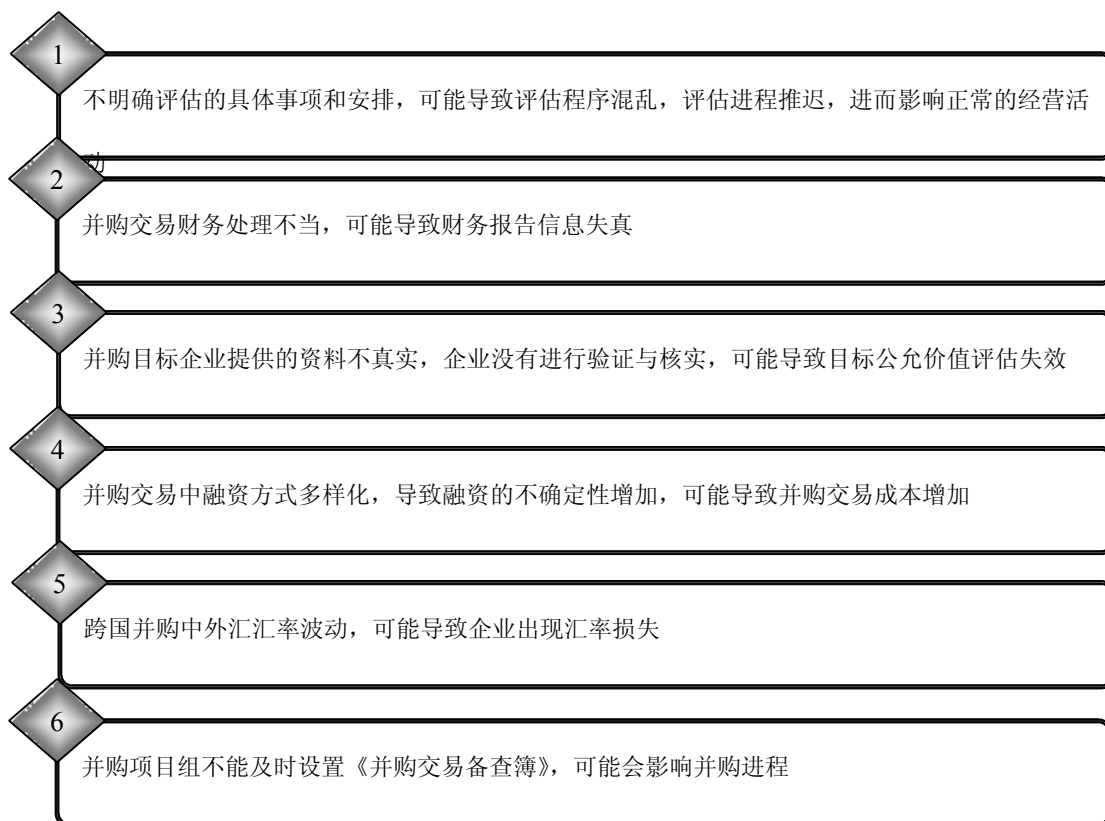 1
不明确评估的具体事项和安排，可能导致评估程序混乱，评估进程推迟，进而影响正常的经营活
动
2
并购交易财务处理不当，可能导致财务报告信息失真
3
并购目标企业提供的资料不真实，企业没有进行验证与核实，可能导致目标公允价值评估失效
4
并购交易中融资方式多样化，导致融资的不确定性增加，可能导致并购交易成本增加
5
跨国并购中外汇汇率波动，可能导致企业出现汇率损失
6
并购项目组不能及时设置《并购交易备查簿》，可能会影响并购进程